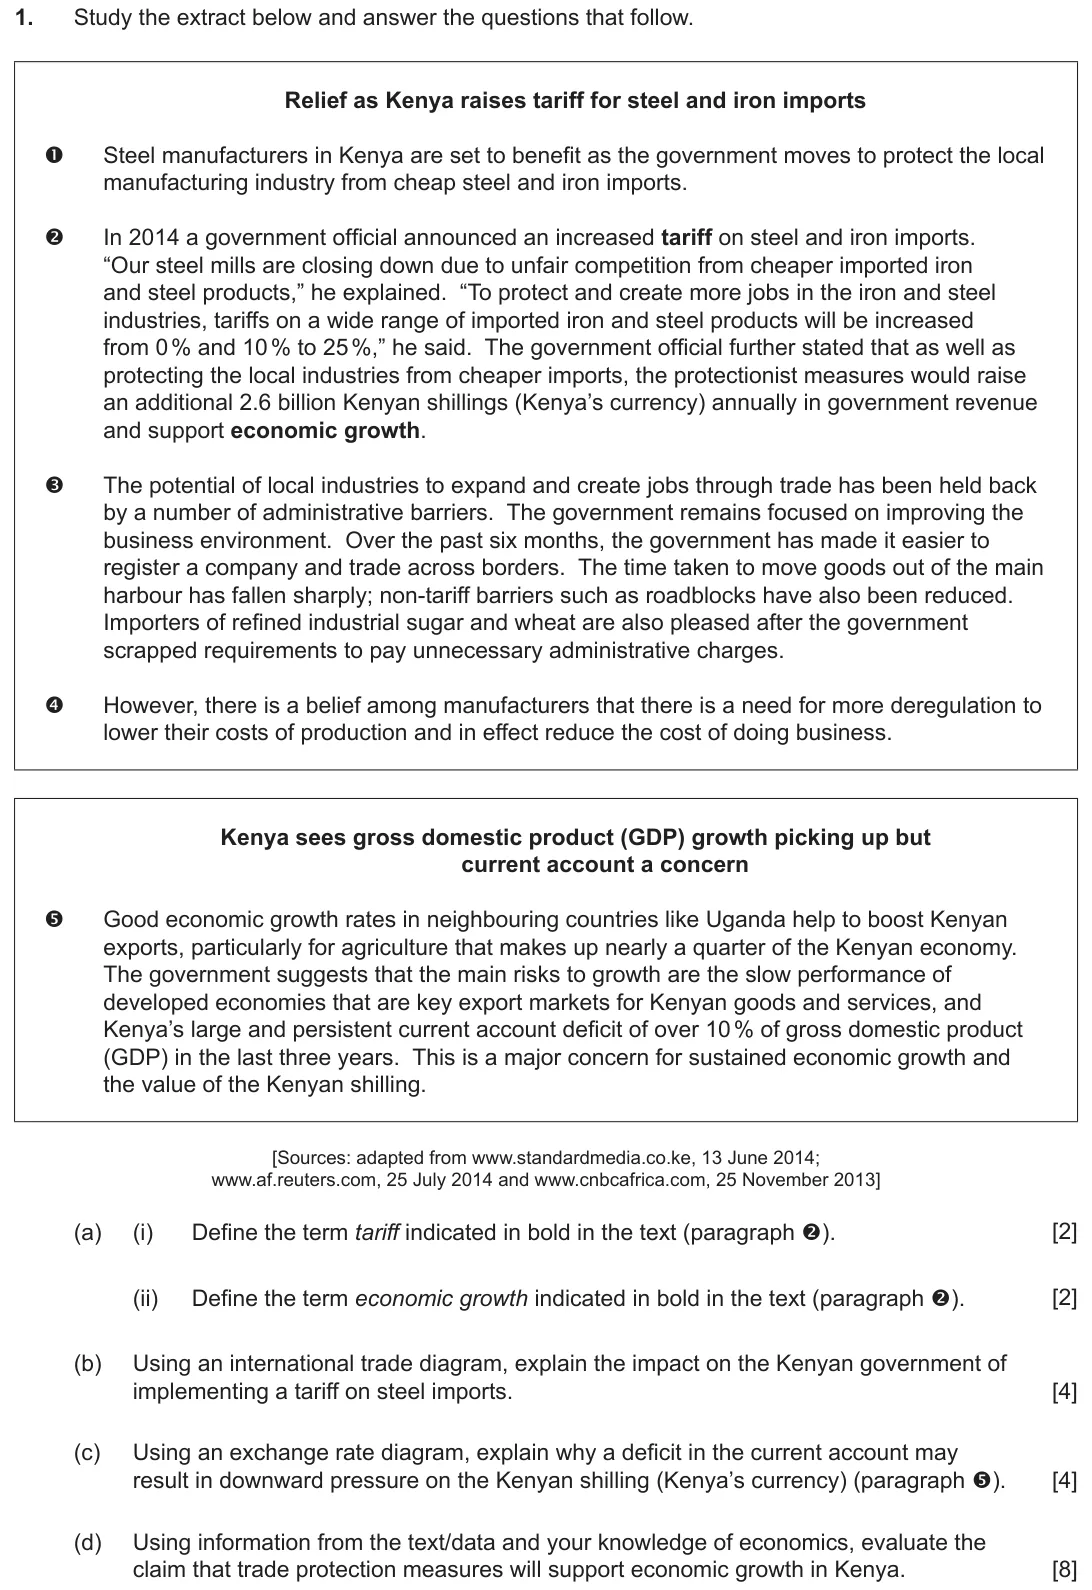 1. Study the extract below and answer the questions that follow.
Relief as Kenya raises tariff for steel and iron imports
❶ Steel manufacturers in Kenya are set to benefit as the government moves to protect the local
manufacturing industry from cheap steel and iron imports.
❷ In 2014 a government official announced an increased tariff on steel and iron imports.
“Our steel mills are closing down due to unfair competition from cheaper imported iron
and steel products,” he explained. “To protect and create more jobs in the iron and steel
industries, tariffs on a wide range of imported iron and steel products will be increased
from 0 % and 10 % to 25 %,” he said. The government official further stated that as well as
protecting the local industries from cheaper imports, the protectionist measures would raise
an additional 2.6 billion Kenyan shillings (Kenya’s currency) annually in government revenue
and support economic growth.
❸ The potential of local industries to expand and create jobs through trade has been held back
by a number of administrative barriers. The government remains focused on improving the
business environment. Over the past six months, the government has made it easier to
register a company and trade across borders. The time taken to move goods out of the main
harbour has fallen sharply; non-tariff barriers such as roadblocks have also been reduced.
Importers of refined industrial sugar and wheat are also pleased after the government
scrapped requirements to pay unnecessary administrative charges.
❹ However, there is a belief among manufacturers that there is a need for more deregulation to
lower their costs of production and in effect reduce the cost of doing business.
Kenya sees gross domestic product (GDP) growth picking up but
current account a concern
❺ Good economic growth rates in neighbouring countries like Uganda help to boost Kenyan
exports, particularly for agriculture that makes up nearly a quarter of the Kenyan economy.
The government suggests that the main risks to growth are the slow performance of
developed economies that are key export markets for Kenyan goods and services, and
Kenya’s large and persistent current account deficit of over 10 % of gross domestic product
(GDP) in the last three years. This is a major concern for sustained economic growth and
the value of the Kenyan shilling.
[Sources: adapted from www.standardmedia.co.ke, 13 June 2014;
www.af.reuters.com, 25 July 2014 and www.cnbcafrica.com, 25 November 2013]
(a) (i) Define the term tariff indicated in bold in the text (paragraph ❷). [2]
(ii) Define the term economic growth indicated in bold in the text (paragraph ❷). [2]
(b) Using an international trade diagram, explain the impact on the Kenyan government of
implementing a tariff on steel imports. [4]
(c) Using an exchange rate diagram, explain why a deficit in the current account may
result in downward pressure on the Kenyan shilling (Kenya’s currency) (paragraph ❺). [4]
(d) Using information from the text/data and your knowledge of economics, evaluate the
claim that trade protection measures will support economic growth in Kenya. [8]